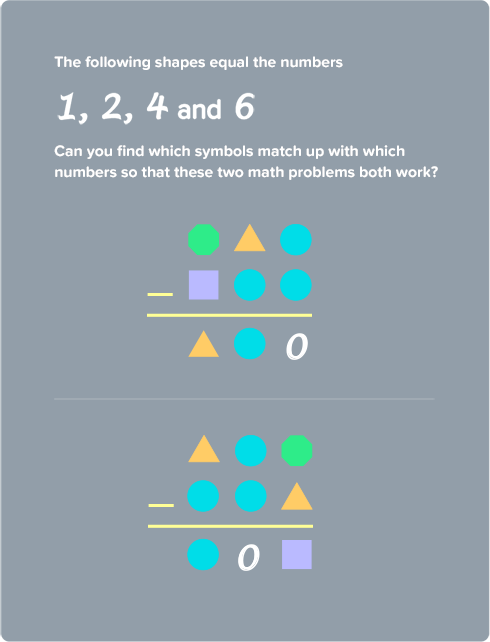 The following shapes equal the numbers
1, 2, 4 and 6
Can you find which symbols match up with which
numbers so that these two math problems both work?
—
0
—
0